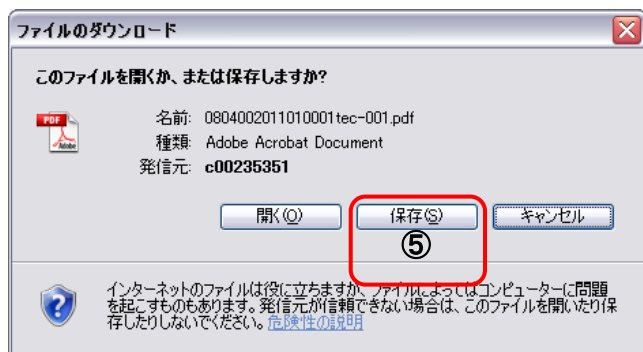 ファイルのダウンロード
このファイルを開くか、または保存しますか?
PDF
Adobe
名前: 0804002011010001tec-001.pdf
種類: Adobe Acrobat Document
発信元: c00235351
開く(O) 保存(S) キャンセル
⑤
インターネットのファイルは役に立ちますが、ファイルによってはコンピューターに問題
を起こすものもあります。発信元が信頼できない場合は、このファイルを開いたり保
存したりしないでください。危険性の説明